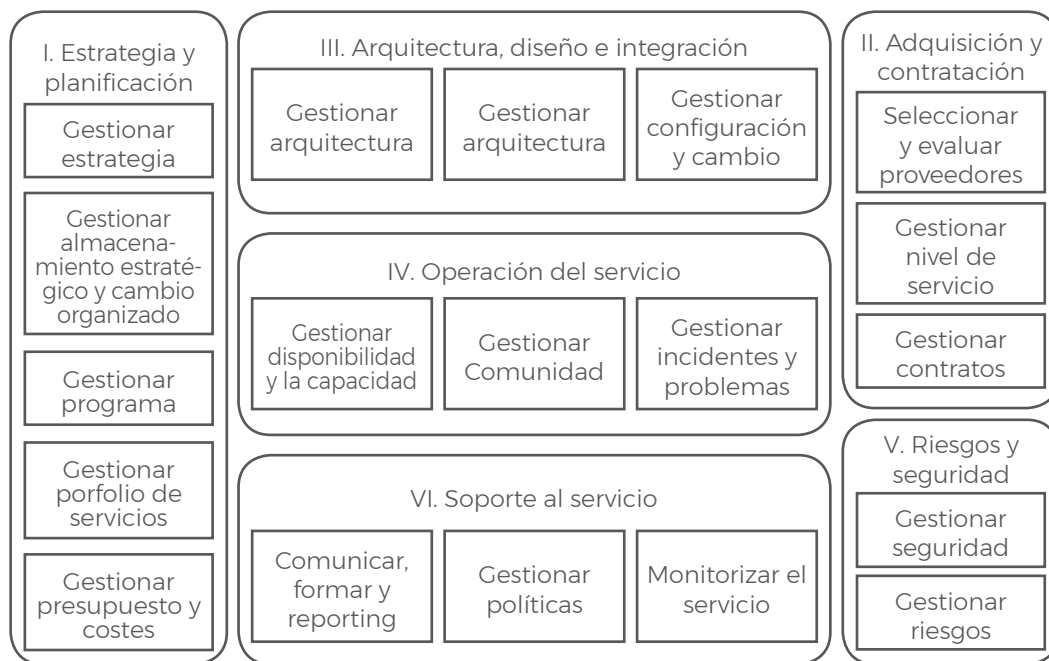 I. Estrategia y
planificación
Gestionar
estrategia
Gestionar
almacena-
miento estraté-
gico y cambio
organizado
Gestionar
programa
Gestionar
porfolio de
servicios
Gestionar
presupuesto y
costes
III. Arquitectura, diseño e integración
Gestionar
arquitectura
Gestionar
arquitectura
Gestionar
configuración
y cambio
IV. Operación del servicio
Gestionar
disponibilidad
y la capacidad
Gestionar
Comunidad
Gestionar
incidentes y
problemas
VI. Soporte al servicio
Comunicar,
formar y
reporting
Gestionar
políticas
Monitorizar el
servicio
II. Adquisición y
contratación
Seleccionar
y evaluar
proveedores
Gestionar
nivel de
servicio
Gestionar
contratos
V. Riesgos y
seguridad
Gestionar
seguridad
Gestionar
riesgos